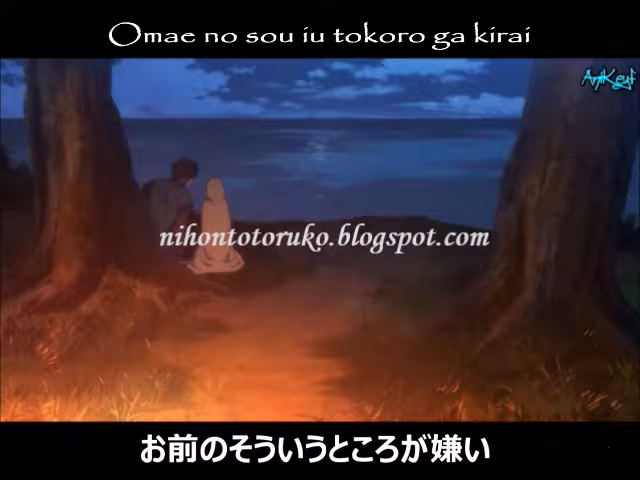 Omae no sou iu tokoro ga kirai
AniKeyf
nihontotoruko.blogspot.com
お前のそういうところが嫌い